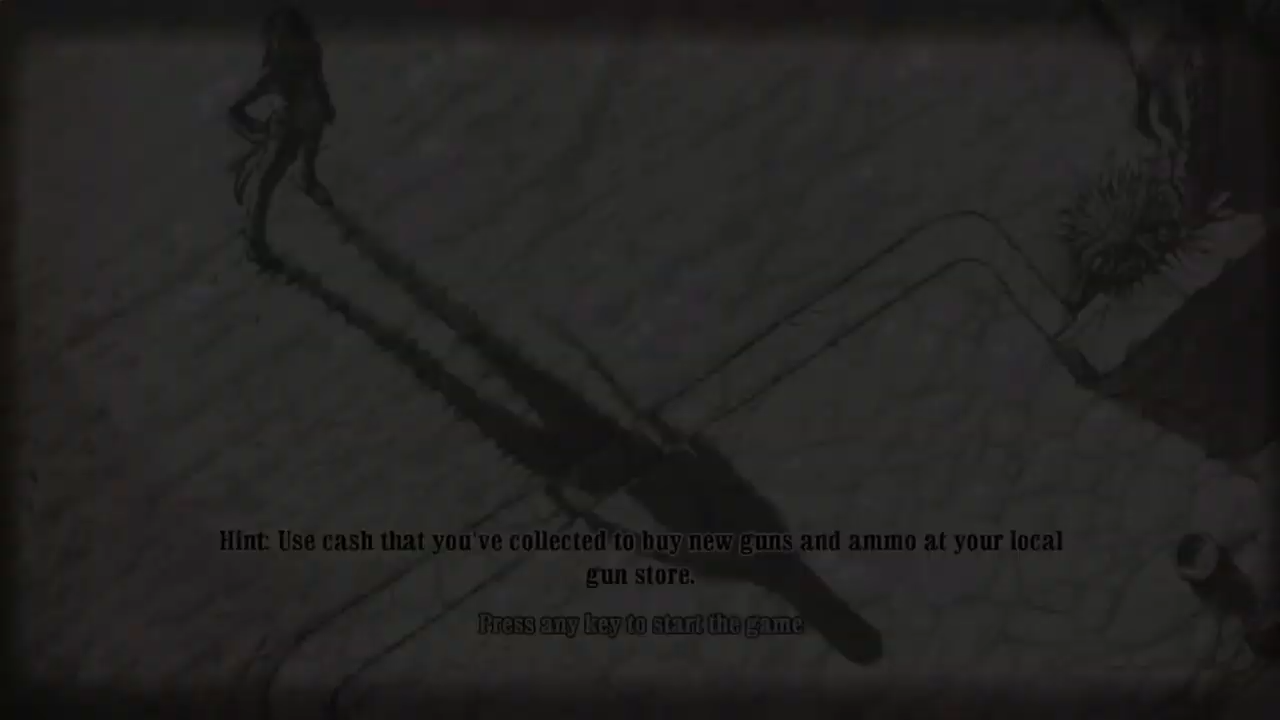 Hint: Use cash that you've collected to buy new guns and ammo at your local
gun store.
Press any key to start the game